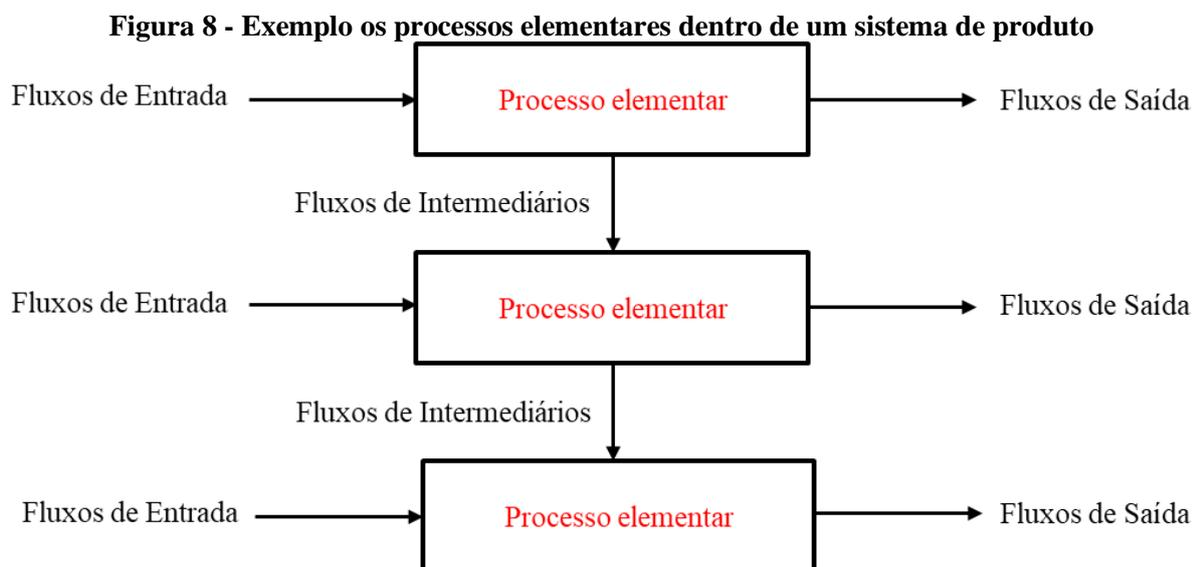 Figura 8 - Exemplo os processos elementares dentro de um sistema de produto
Fluxos de Entrada
Processo elementar
Fluxos de Saída
Fluxos de Intermediários
Fluxos de Entrada
Processo elementar
Fluxos de Saída
Fluxos de Intermediários
Fluxos de Entrada
Processo elementar
Fluxos de Saída